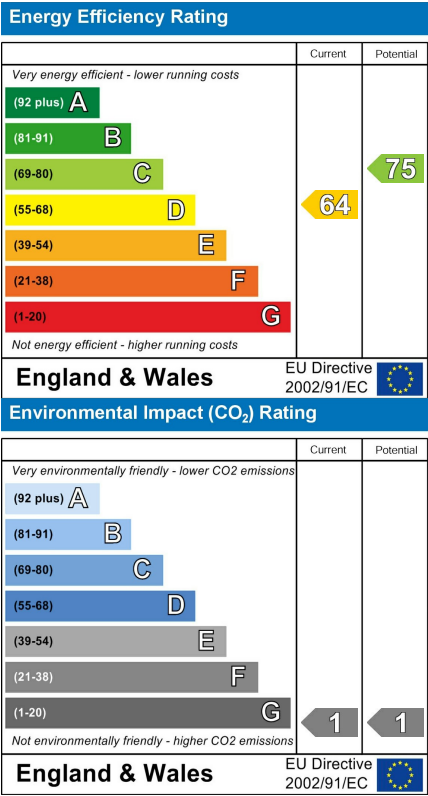 Energy Efficiency Rating
Current Potential
Very energy efficient - lower running costs
(92 plus) A
(81-91) B
(69-80) C
75
(55-68) D
64
(39-54) E
(21-38) F
(1-20) G
Not energy efficient - higher running costs
England & Wales
EU Directive
2002/91/EC
Environmental Impact (CO₂) Rating
Current Potential
Very environmentally friendly - lower CO2 emissions
(92 plus) A
(81-91) B
(69-80) C
(55-68) D
(39-54) E
(21-38) F
(1-20) G
1 1
Not environmentally friendly - higher CO2 emissions
England & Wales
EU Directive
2002/91/EC